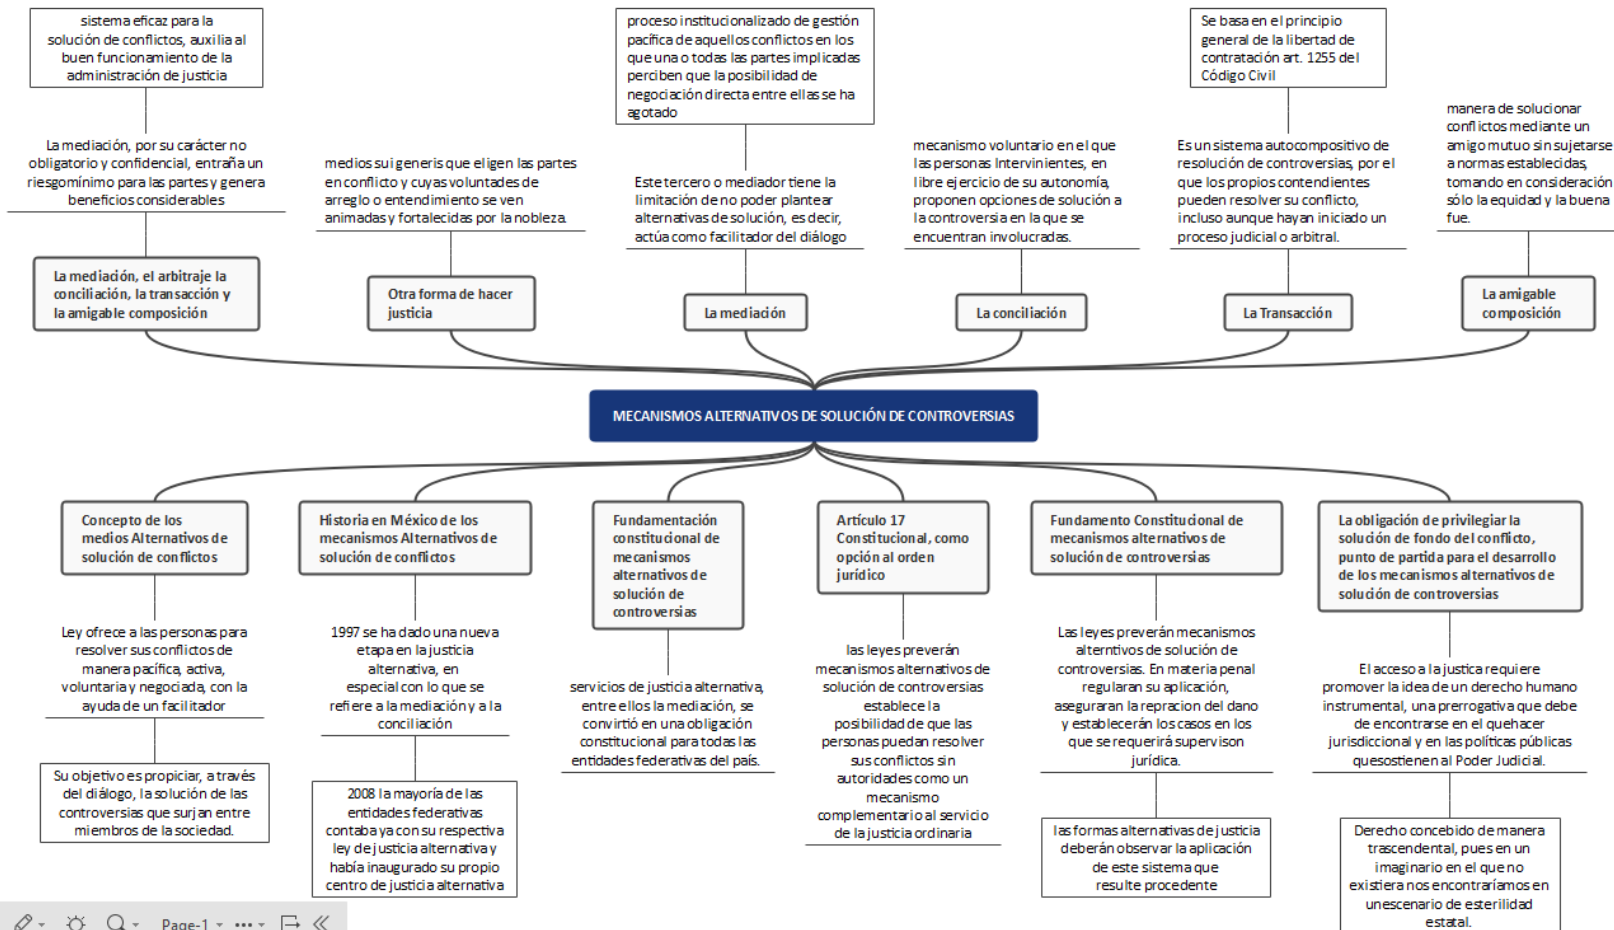 sistema eficaz para la
solución de conflictos, auxilia al
buen funcionamiento de la
administración de justicia
La mediación, por su carácter no
obligatorio y confidencial, entraña un
riesgomínimo para las partes y genera
beneficios considerables
La mediación, el arbitraje la
conciliación, la transacción y
la amigable composición
medios sui generis que eligen las partes
en conflicto y cuyas voluntades de
arreglo o entendimiento se ven
animadas y fortalecidas por la nobleza.
Otra forma de hacer
justicia
proceso institucionalizado de gestión
pacífica de aquellos conflictos en los
que una o todas las partes implicadas
perciben que la posibilidad de
negociación directa entre ellas se ha
agotado
Este tercero o mediador tiene la
limitación de no poder plantear
alternativas de solución, es decir,
actúa como facilitador del diálogo
La mediación
mecanismo voluntario en el que
las personas Intervinientes, en
libre ejercicio de su autonomía,
proponen opciones de solución a
la controversia en la que se
encuentran involucradas.
La conciliación
Se basa en el principio
general de la libertad de
contratación art. 1255 del
Código Civil
Es un sistema autocompositivo de
resolución de controversias, por el
que los propios contendientes
pueden resolver su conflicto,
incluso aunque hayan iniciado un
proceso judicial o arbitral.
La Transacción
manera de solucionar
conflictos mediante un
amigo mutuo sin sujetarse
a normas establecidas,
tomando en consideración
sólo la equidad y la buena
fue.
La amigable
composición
MECANISMOS ALTERNATIVOS DE SOLUCIÓN DE CONTROVERSIAS
Concepto de los
medios Alternativos de
solución de conflictos
Ley ofrece a las personas para
resolver sus conflictos de
manera pacífica, activa,
voluntaria y negociada, con la
ayuda de un facilitador
Su objetivo es propiciar, a través
del diálogo, la solución de las
controversias que surjan entre
miembros de la sociedad.
Historia en México de los
mecanismos Alternativos de
solución de conflictos
1997 se ha dado una nueva
etapa en la justicia
alternativa, en
especial con lo que se
refiere a la mediación y a la
conciliación
2008 la mayoría de las
entidades federativas
contaba ya con su respectiva
ley de justicia alternativa y
había inaugurado su propio
centro de justicia alternativa
Fundamentación
constitucional de
mecanismos
alternativos de
solución de
controversias
servicios de justicia alternativa,
entre ellos la mediación, se
convirtió en una obligación
constitucional para todas las
entidades federativas del país.
Artículo 17
Constitucional, como
opción al orden
jurídico
las leyes preverán
mecanismos alternativos de
solución de controversias
establece la
posibilidad de que las
personas puedan resolver
sus conflictos sin
autoridades como un
mecanismo
complementario al servicio
de la justicia ordinaria
Fundamento Constitucional de
mecanismos alternativos de
solución de controversias
Las leyes preverán mecanismos
alterntivos de solución de
controversias. En materia penal
regularan su aplicación,
aseguraran la repracion del dano
y establecerán los casos en los
que se requerirá supervison
jurídica.
las formas alternativas de justicia
deberán observar la aplicación
de este sistema que
resulte procedente
La obligación de privilegiar la
solución de fondo del conflicto,
punto de partida para el desarrollo
de los mecanismos alternativos de
solución de controversias
El acceso a la justica requiere
promover la idea de un derecho humano
instrumental, una prerrogativa que debe
de encontrarse en el quehacer
jurisdiccional y en las políticas públicas
quesostienen al Poder Judicial.
Derecho concebido de manera
trascendental, pues en un
imaginario en el que no
existiera nos encontraríamos en
unescenario de esterilidad
estatal.
Page-1